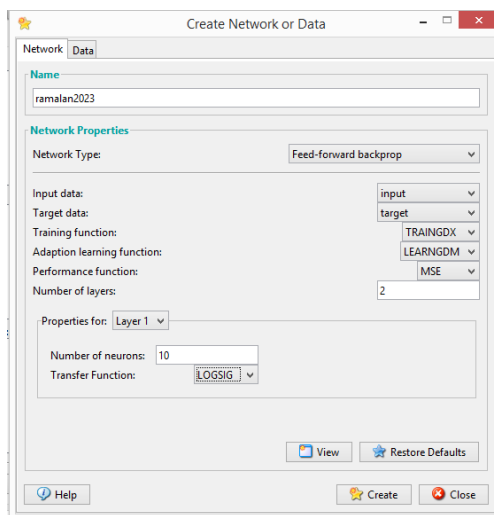 Create Network or Data
Network Data
Name
ramalan2023
Network Properties
Network Type: Feed-forward backprop
Input data: input
Target data: target
Training function: TRAINGDX
Adaption learning function: LEARNGDM
Performance function: MSE
Number of layers: 2
Properties for: Layer 1
Number of neurons: 10
Transfer Function: LOGSIG
View Restore Defaults
Help Create Close